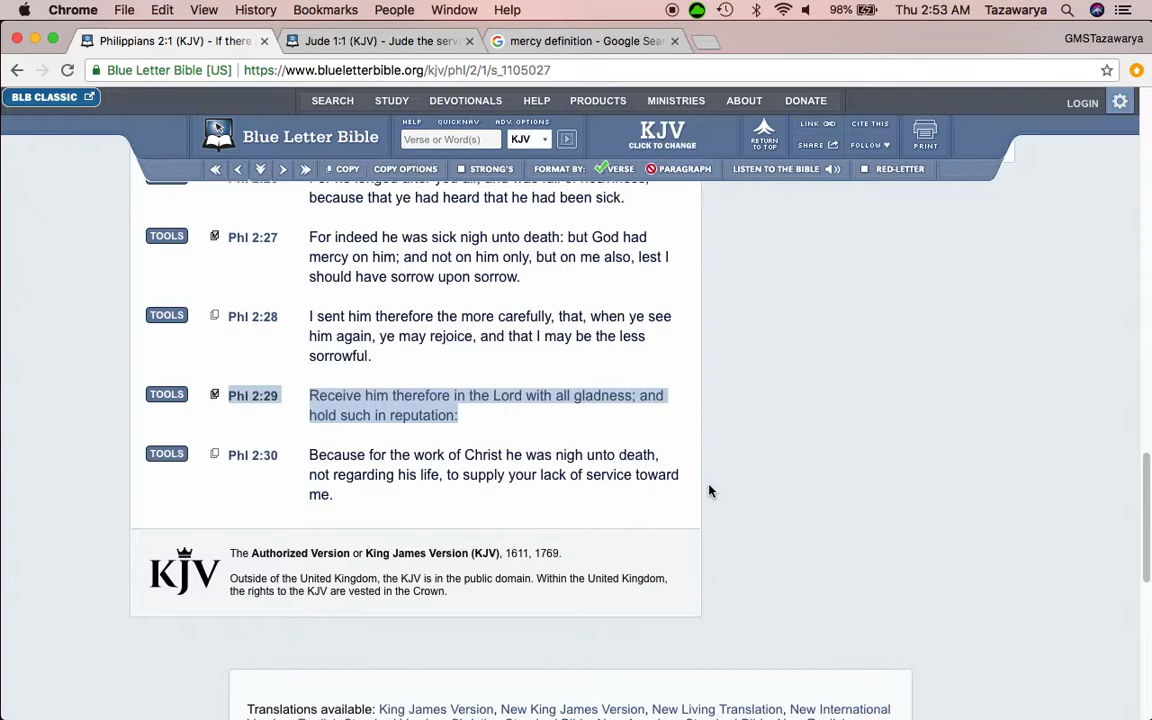 Chrome File Edit View History Bookmarks People Window Help 98% Thu 2:53 AM Tazawarya
Philippians 2:1 (KJV) - If there
Jude 1:1 (KJV) - Jude the serva
mercy definition - Google Sear
GMSTazawarya
Blue Letter Bible [US] https://www.blueletterbible.org/kjv/phl/2/1/s_1105027
BLB CLASSIC
SEARCH STUDY DEVOTIONALS HELP PRODUCTS MINISTRIES ABOUT DONATE
LOGIN
Blue Letter Bible
HELP QUICKNAV ADV. OPTIONS
Verse or Word(s) KJV
KJV
CLICK TO CHANGE
RETURN
TO TOP
LINK CITE THIS
SHARE FOLLOW
PRINT
COPY COPY OPTIONS STRONG'S FORMAT BY: VERSE PARAGRAPH LISTEN TO THE BIBLE RED-LETTER
because that ye had heard that he had been sick.
TOOLS Phl 2:27 For indeed he was sick nigh unto death: but God had
mercy on him; and not on him only, but on me also, lest I
should have sorrow upon sorrow.
TOOLS Phl 2:28 I sent him therefore the more carefully, that, when ye see
him again, ye may rejoice, and that I may be the less
sorrowful.
TOOLS Phl 2:29 Receive him therefore in the Lord with all gladness; and
hold such in reputation:
TOOLS Phl 2:30 Because for the work of Christ he was nigh unto death,
not regarding his life, to supply your lack of service toward
me.
KJV
The Authorized Version or King James Version (KJV), 1611, 1769.
Outside of the United Kingdom, the KJV is in the public domain. Within the United Kingdom,
the rights to the KJV are vested in the Crown.
Translations available: King James Version, New King James Version, New Living Translation, New International